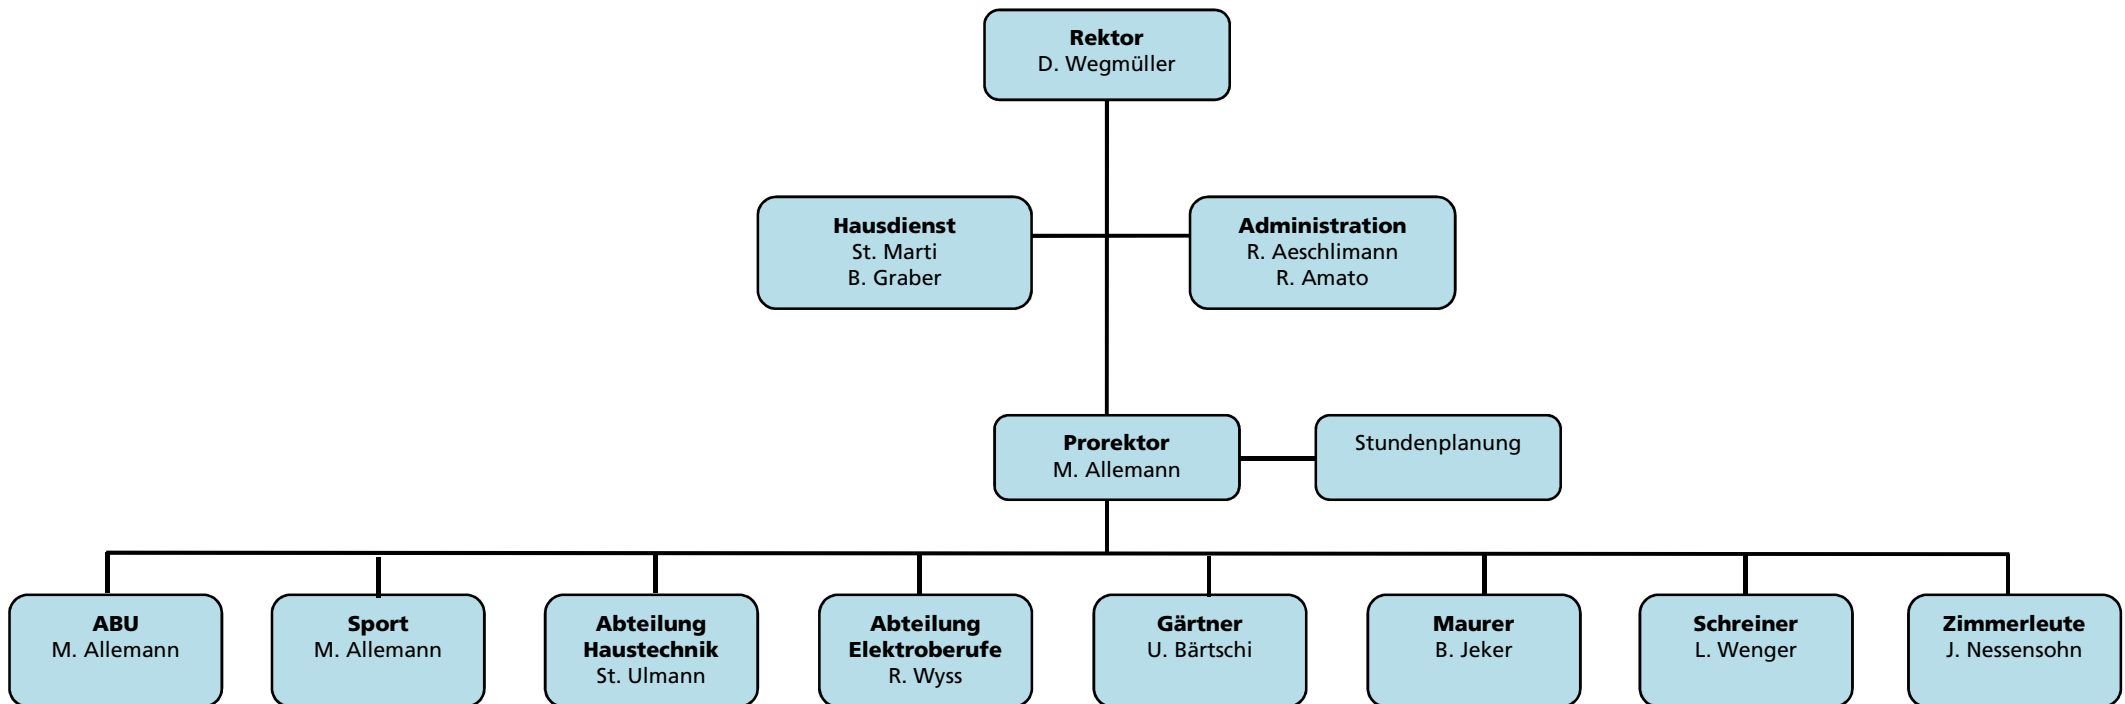 Rektor
D. Wegmüller
Hausdienst
St. Marti
B. Graber
Administration
R. Aeschlimann
R. Amato
Prorektor
M. Allemann
Stundenplanung
ABU
M. Allemann
Sport
M. Allemann
Abteilung
Haustechnik
St. Ulmann
Abteilung
Elektroberufe
R. Wyss
Gärtner
U. Bärtschi
Maurer
B. Jeker
Schreiner
L. Wenger
Zimmerleute
J. Nessensohn